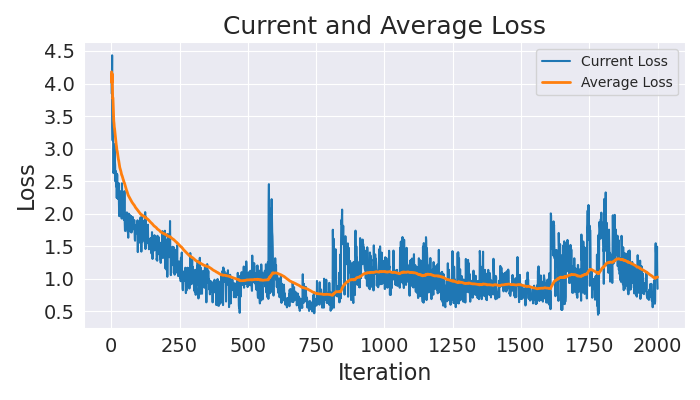 Current and Average Loss
Current Loss
Average Loss
Loss
4.5
4.0
3.5
3.0
2.5
2.0
1.5
1.0
0.5
0 250 500 750 1000 1250 1500 1750 2000
Iteration